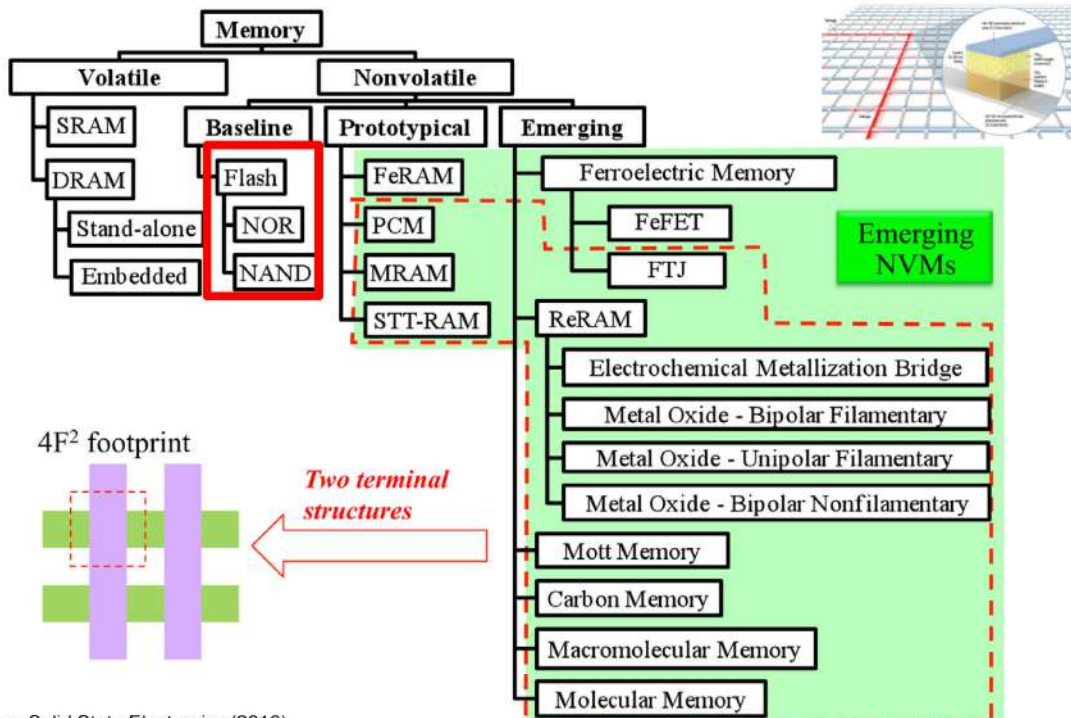 Memory
Volatile
Nonvolatile
SRAM
DRAM
Stand-alone
Embedded
Baseline
Prototypical
Emerging
Flash
NOR
NAND
FeRAM
PCM
MRAM
STT-RAM
Ferroelectric Memory
FeFET
FTJ
Emerging
NVMs
ReRAM
Electrochemical Metallization Bridge
Metal Oxide - Bipolar Filamentary
Metal Oxide - Unipolar Filamentary
Metal Oxide - Bipolar Nonfilamentary
4F² footprint
Two terminal
structures
Mott Memory
Carbon Memory
Macromolecular Memory
Molecular Memory